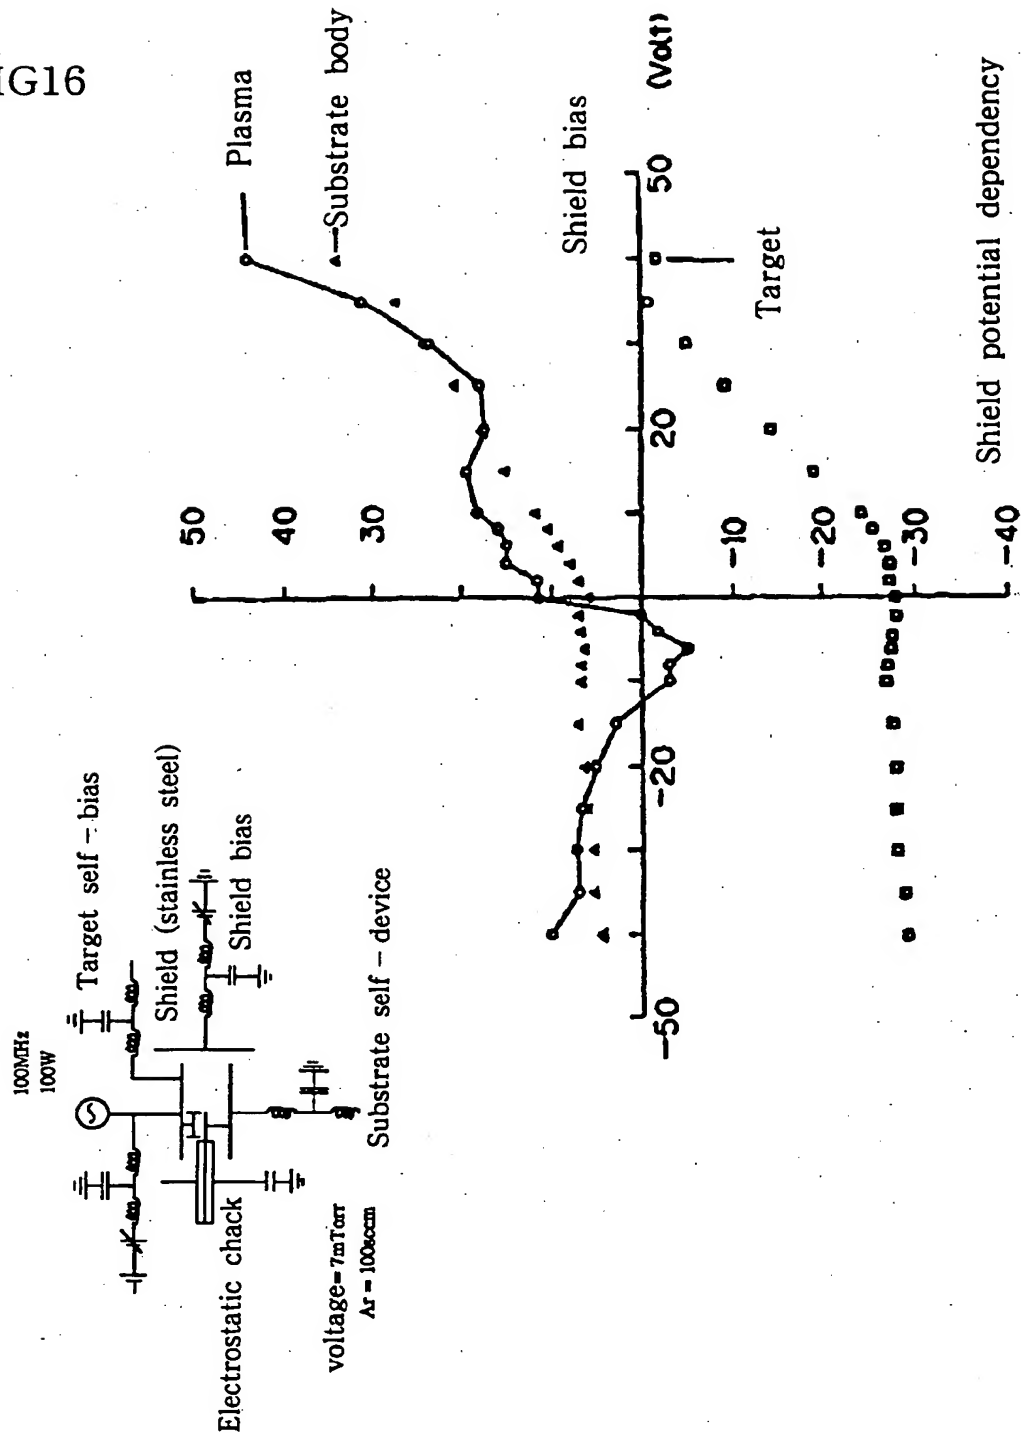 IG16
100MHz
100W
Target self-bias
Shield (stainless steel)
Shield bias
Electrostatic chack
Substrate self-device
voltage=7mTorr
Ar=100sccm
Plasma
Substrate body
Shield bias
(Volt)
Target
50
40
30
-10
-20
-30
-40
-50
-20
20
50
Shield potential dependency